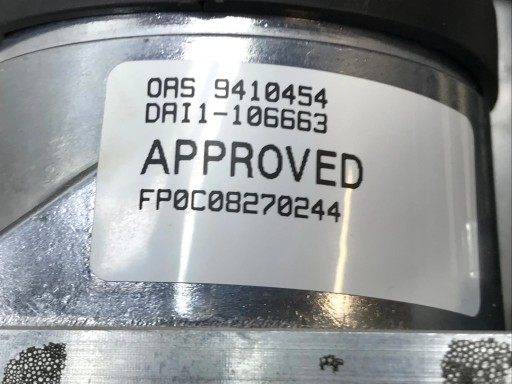 OAS 9410454
DAI1-106663
APPROVED
FP0C08270244